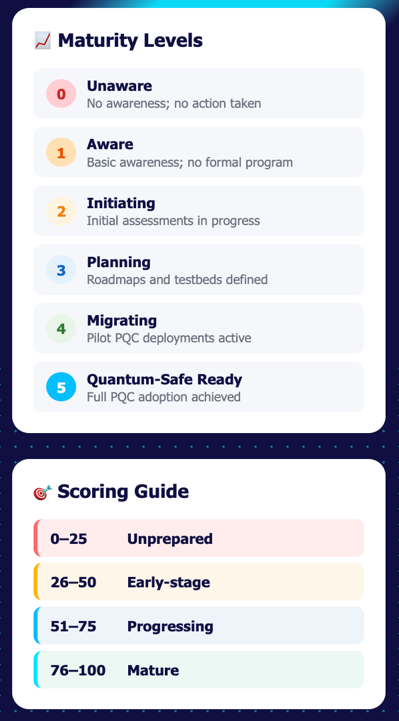 Maturity Levels
0
Unaware
No awareness; no action taken
1
Aware
Basic awareness; no formal program
2
Initiating
Initial assessments in progress
3
Planning
Roadmaps and testbeds defined
4
Migrating
Pilot PQC deployments active
5
Quantum-Safe Ready
Full PQC adoption achieved
Scoring Guide
0–25 Unprepared
26–50 Early-stage
51–75 Progressing
76–100 Mature